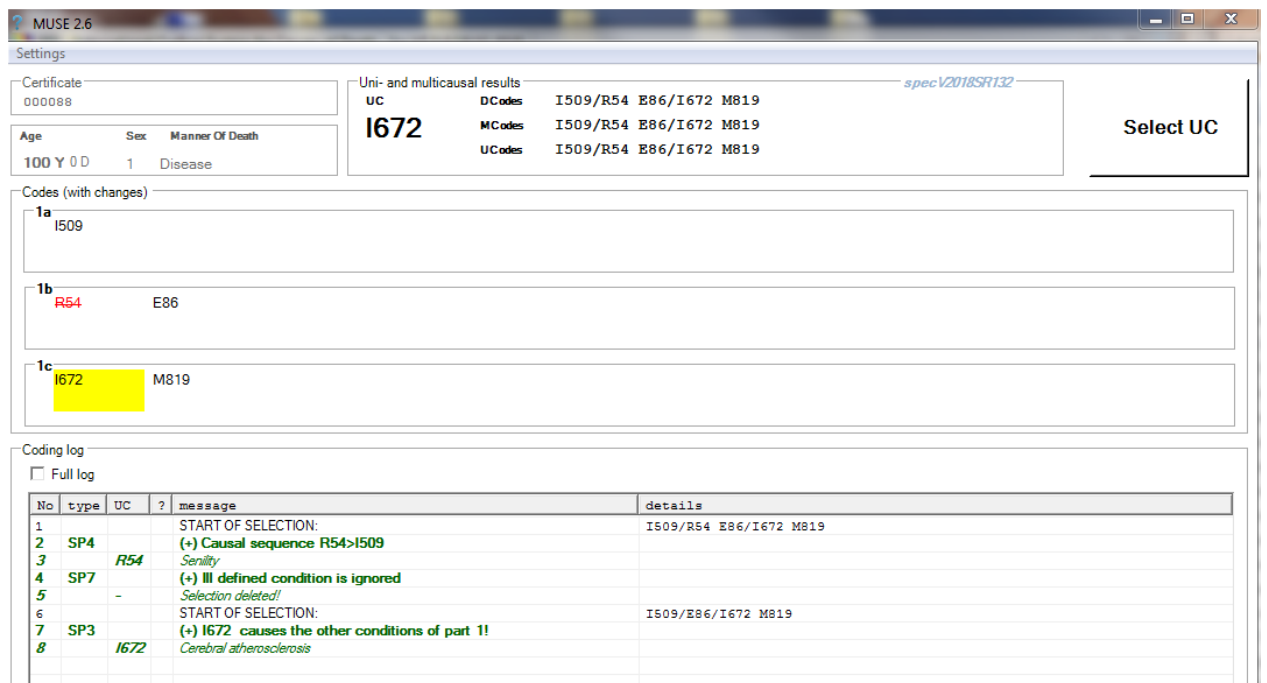 MUSE 2.6
Settings
Certificate
000088
Age Sex Manner Of Death
100 Y 0 D 1 Disease
Uni- and multicausal results specV2018SR132
UC DCodes I509/R54 E86/I672 M819
I672 MCodes I509/R54 E86/I672 M819
UCodes I509/R54 E86/I672 M819
Select UC
Codes (with changes)
1a
I509
1b
R54 E86
1c
I672 M819
Coding log
Full log
No type UC ? message details
1 START OF SELECTION: I509/R54 E86/I672 M819
2 SP4 (+) Causal sequence R54>I509
3 R54 Senility
4 SP7 (+) Ill defined condition is ignored
5 - Selection deleted!
6 START OF SELECTION: I509/E86/I672 M819
7 SP3 (+) I672 causes the other conditions of part 1!
8 I672 Cerebral atherosclerosis